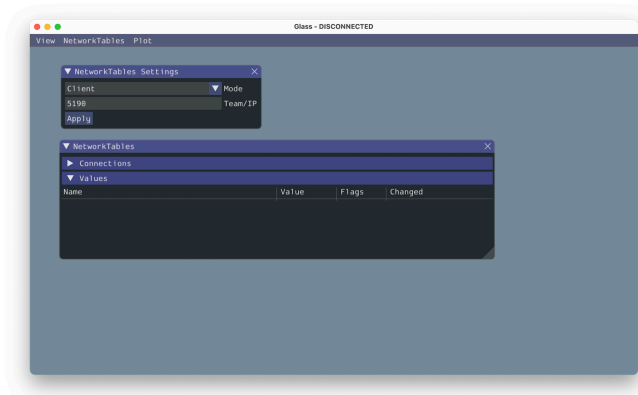 Glass - DISCONNECTED
View NetworkTables Plot
NetworkTables Settings
Client Mode
5190 Team/IP
Apply
NetworkTables
Connections
Values
Name Value Flags Changed